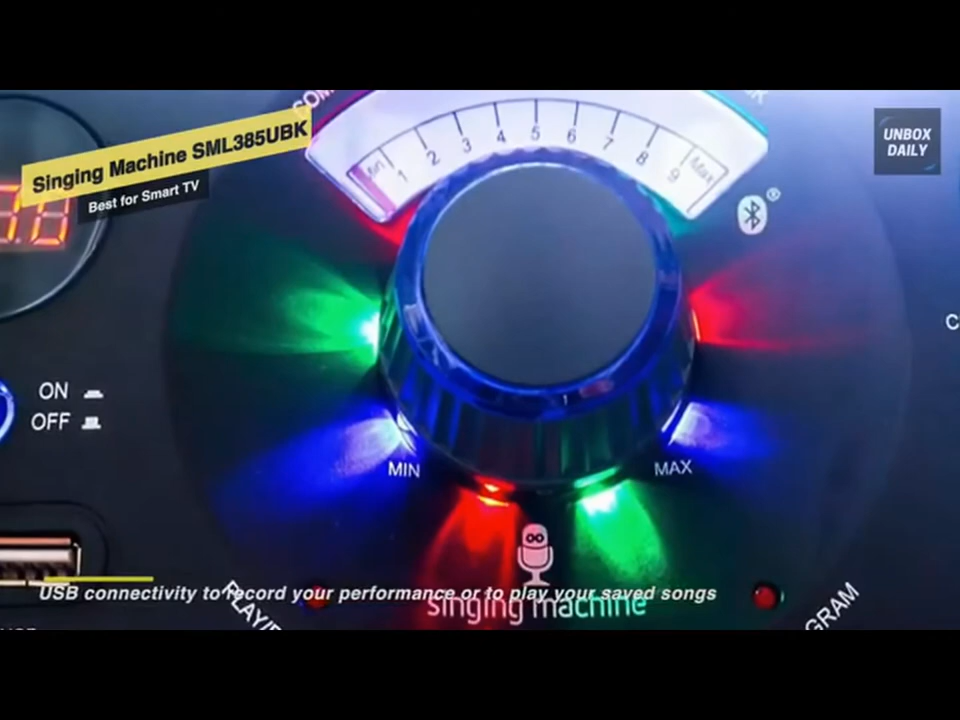 Singing Machine SML385UBK
Best for Smart TV
UNBOX
DAILY
Min 1 2 3 4 5 6 7 8 9 Max
ON
OFF
MIN
MAX
singing machine
USB connectivity to record your performance or to play your saved songs